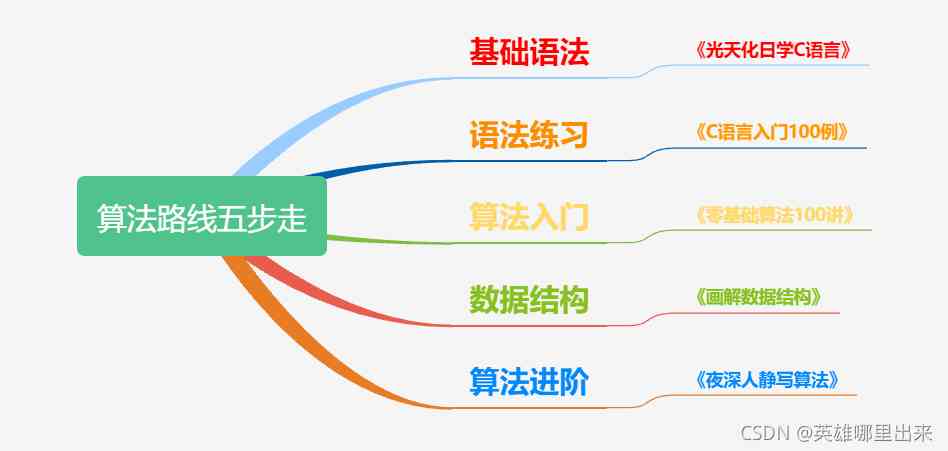 算法路线五步走
基础语法
《光天化日学C语言》
语法练习
《C语言入门100例》
算法入门
《零基础算法100讲》
数据结构
《画解数据结构》
算法进阶
《夜深人静写算法》
CSDN @英雄哪里出来